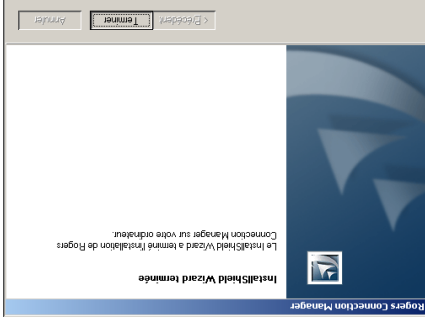 Rogers Connection Manager
InstallShield Wizard terminée
Le InstallShield Wizard a terminé l'installation de Rogers
Connection Manager sur votre ordinateur.
< Précédent
Terminer
Annuler